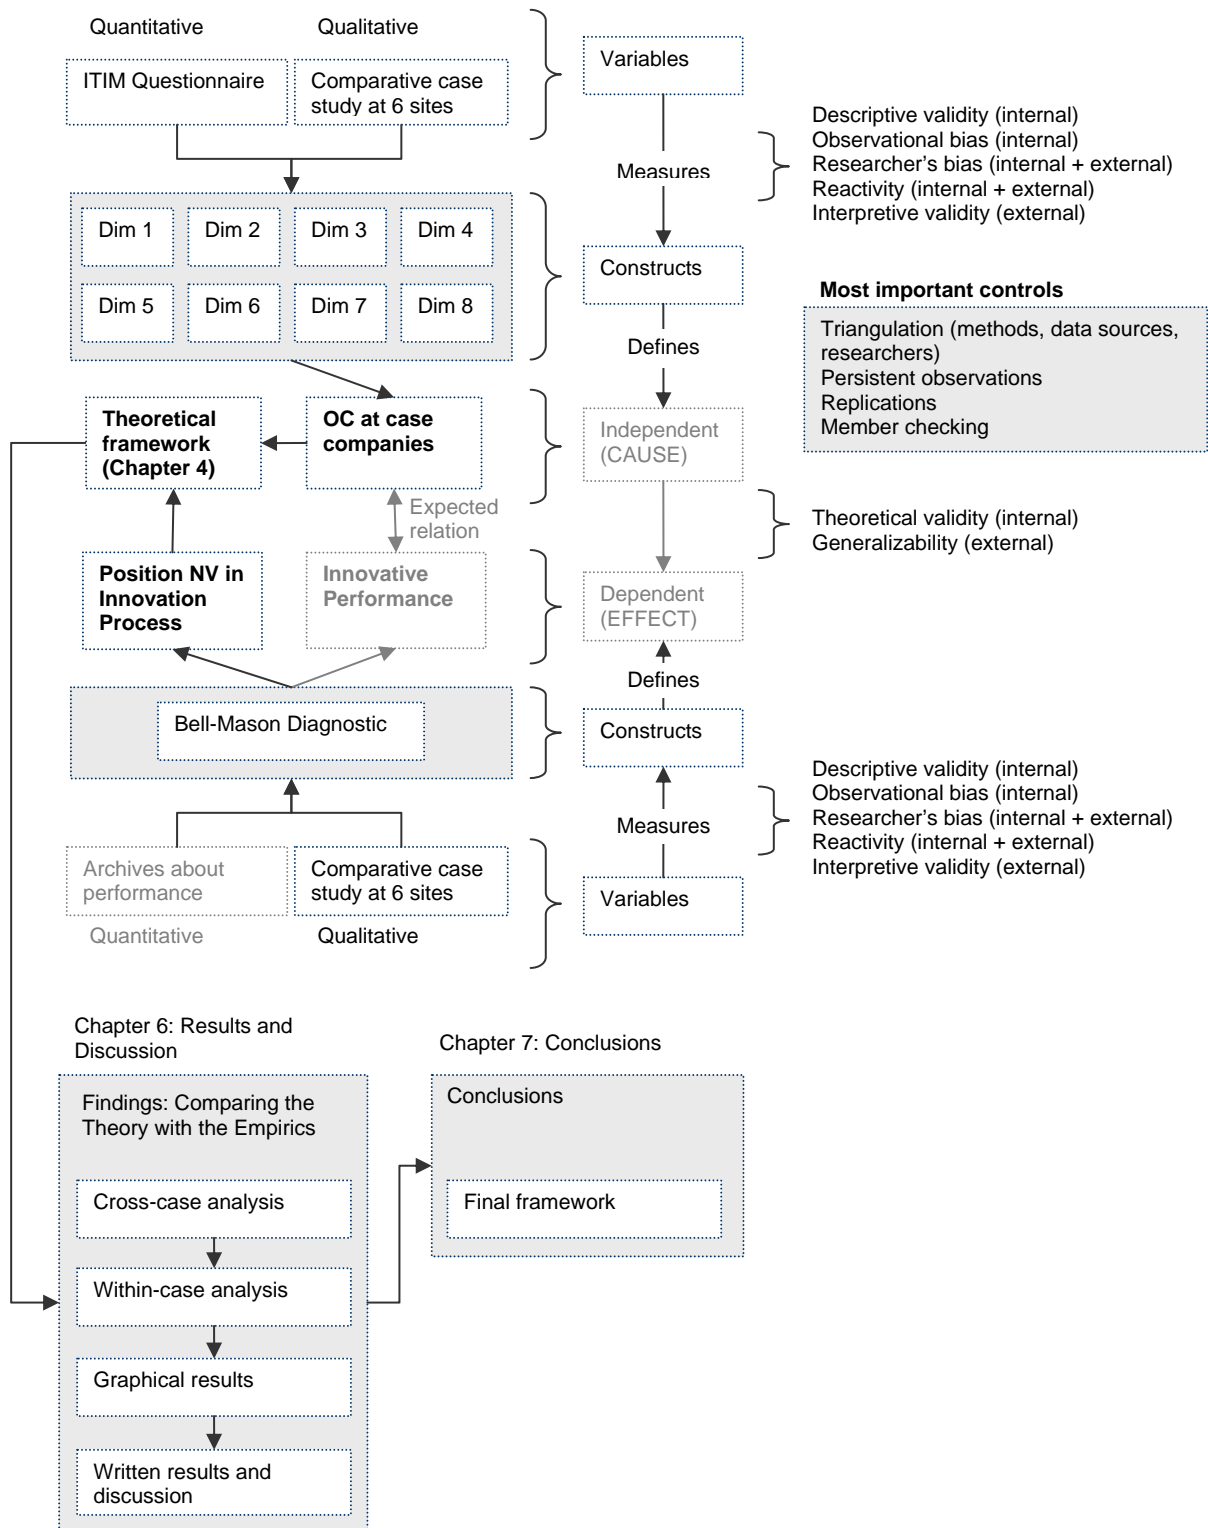 Quantitative
Qualitative
ITIM Questionnaire
Comparative case
study at 6 sites
Variables
Descriptive validity (internal)
Observational bias (internal)
Researcher's bias (internal + external)
Reactivity (internal + external)
Interpretive validity (external)
Measures
Dim 1
Dim 2
Dim 3
Dim 4
Dim 5
Dim 6
Dim 7
Dim 8
Constructs
Most important controls
Triangulation (methods, data sources,
researchers)
Persistent observations
Replications
Member checking
Defines
Theoretical
framework
(Chapter 4)
OC at case
companies
Independent
(CAUSE)
Expected
relation
Theoretical validity (internal)
Generalizability (external)
Position NV in
Innovation
Process
Innovative
Performance
Dependent
(EFFECT)
Defines
Bell-Mason Diagnostic
Constructs
Descriptive validity (internal)
Observational bias (internal)
Researcher's bias (internal + external)
Reactivity (internal + external)
Interpretive validity (external)
Measures
Archives about
performance
Comparative case
study at 6 sites
Variables
Quantitative
Qualitative
Chapter 6: Results and
Discussion
Chapter 7: Conclusions
Findings: Comparing the
Theory with the Empirics
Cross-case analysis
Within-case analysis
Graphical results
Written results and
discussion
Conclusions
Final framework